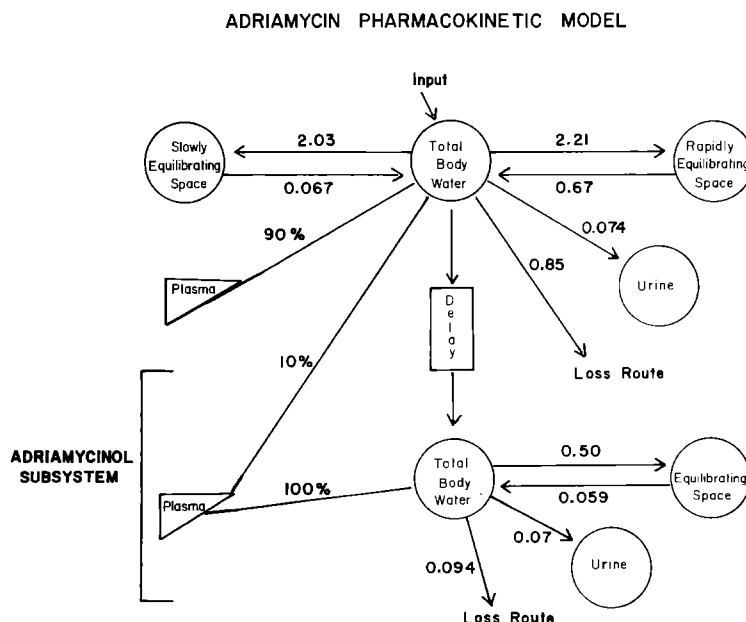 ADRIAMYCIN PHARMACOKINETIC MODEL
Input
Slowly
Equilibrating
Space
2.03
0.067
Total
Body
Water
2.21
0.67
Rapidly
Equilibrating
Space
90%
Plasma
0.074
0.85
Urine
Delay
10%
Loss Route
ADRIAMYCINOL
SUBSYSTEM
Plasma
100%
Total
Body
Water
0.50
0.059
Equilibrating
Space
0.07
0.094
Urine
Loss Route